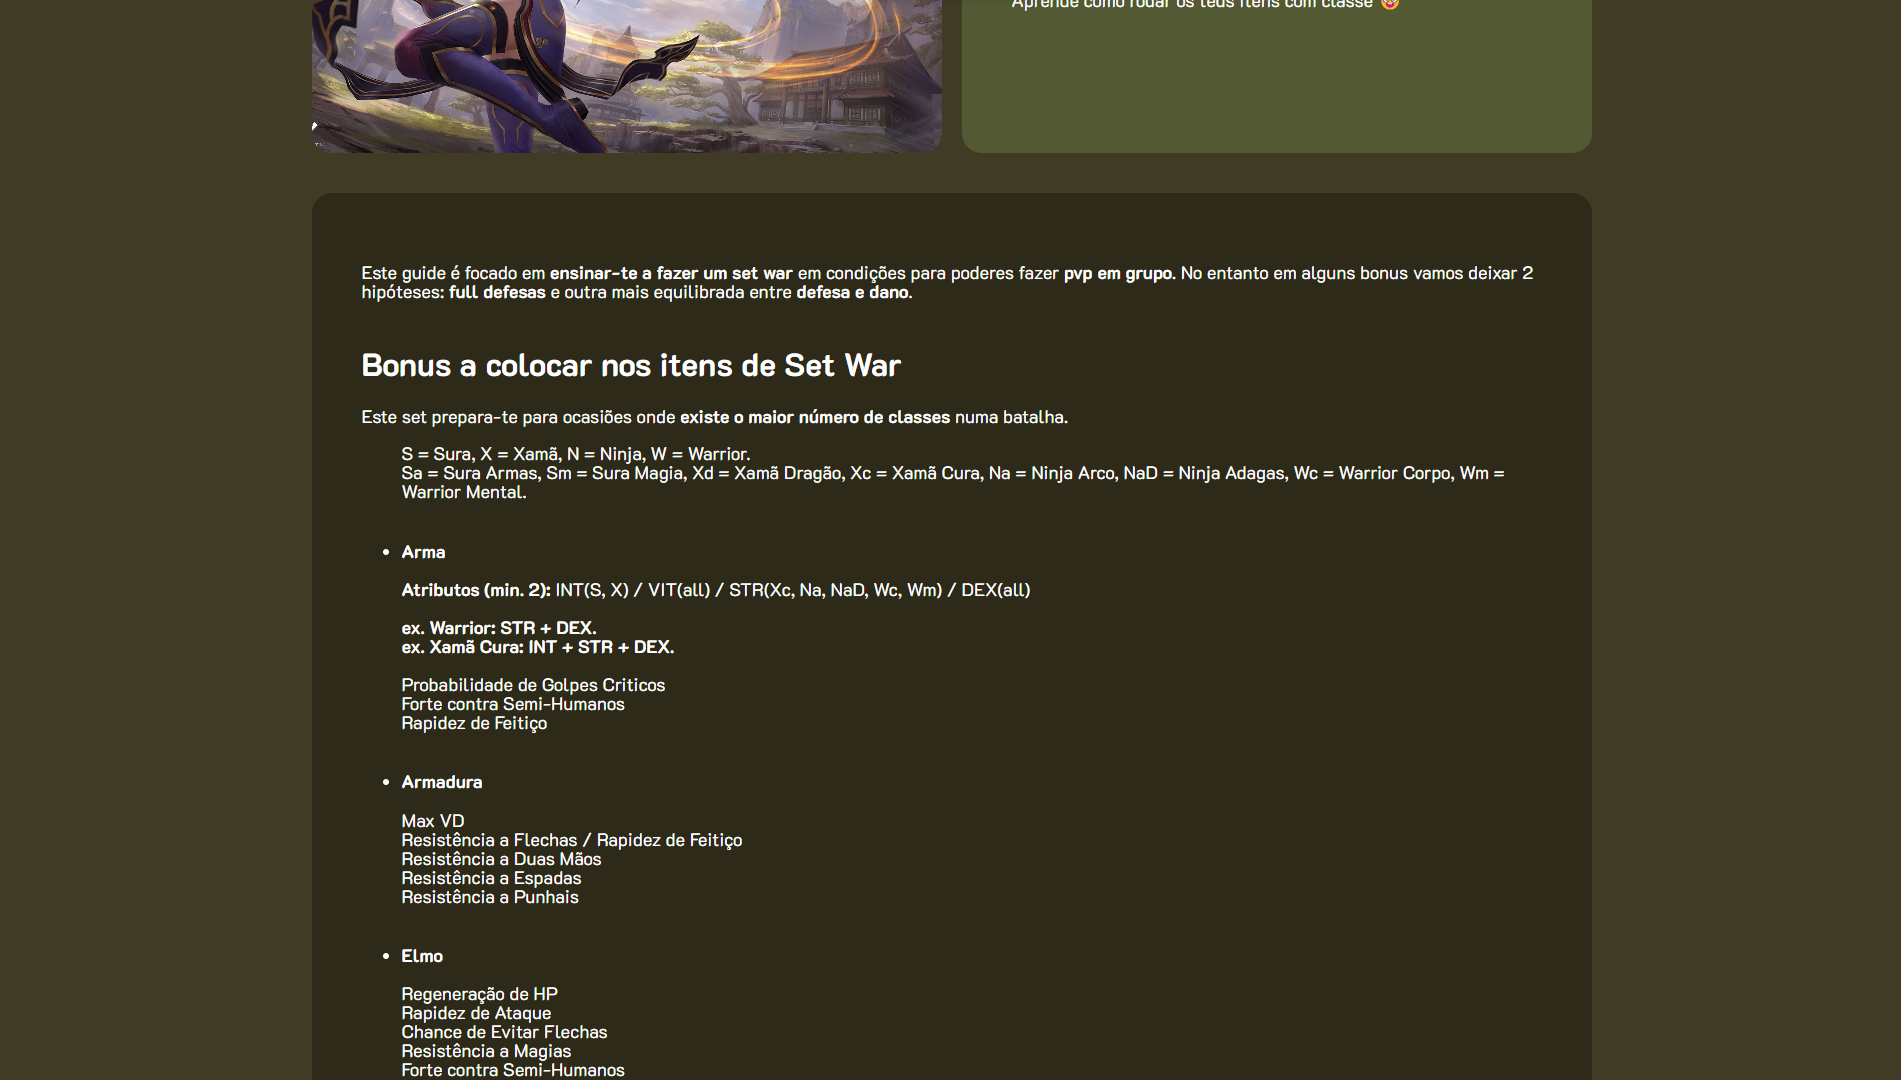 Aprende como rodar os teus itens com classe
Este guide é focado em ensinar-te a fazer um set war em condições para poderes fazer pvp em grupo. No entanto em alguns bonus vamos deixar 2
hipóteses: full defesas e outra mais equilibrada entre defesa e dano.
Bonus a colocar nos itens de Set War
Este set prepara-te para ocasiões onde existe o maior número de classes numa batalha.
S = Sura, X = Xamã, N = Ninja, W = Warrior.
Sa = Sura Armas, Sm = Sura Magia, Xd = Xamã Dragão, Xc = Xamã Cura, Na = Ninja Arco, NaD = Ninja Adagas, Wc = Warrior Corpo, Wm =
Warrior Mental.
• Arma
Atributos (min. 2): INT(S, X) / VIT(all) / STR(Xc, Na, NaD, Wc, Wm) / DEX(all)
ex. Warrior: STR + DEX.
ex. Xamã Cura: INT + STR + DEX.
Probabilidade de Golpes Criticos
Forte contra Semi-Humanos
Rapidez de Feitiço
• Armadura
Max VD
Resistência a Flechas / Rapidez de Feitiço
Resistência a Duas Mãos
Resistência a Espadas
Resistência a Punhais
• Elmo
Regeneração de HP
Rapidez de Ataque
Chance de Evitar Flechas
Resistência a Magias
Forte contra Semi-Humanos